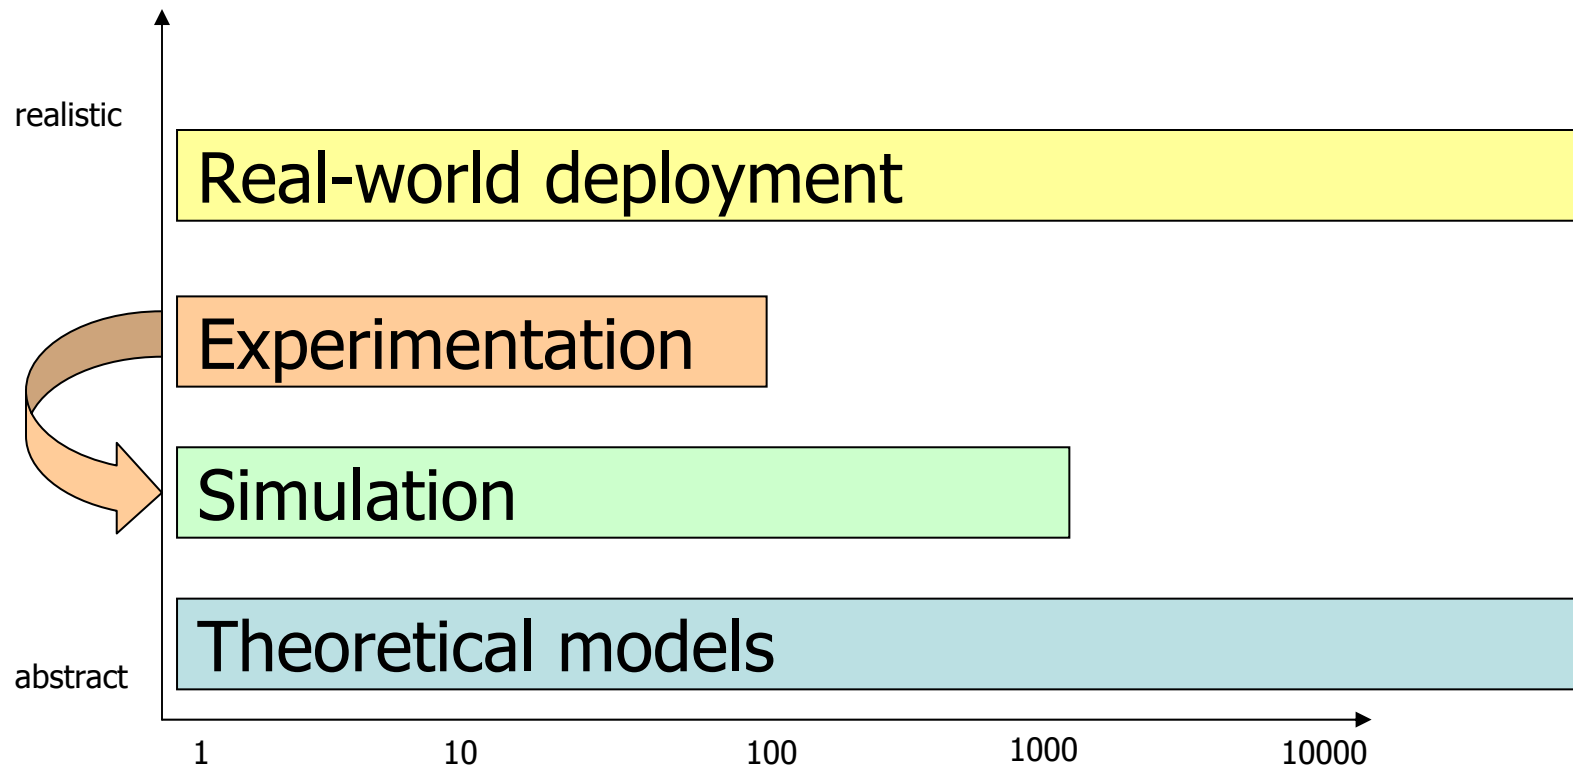 realistic
Real-world deployment
Experimentation
Simulation
Theoretical models
abstract
1 10 100 1000 10000